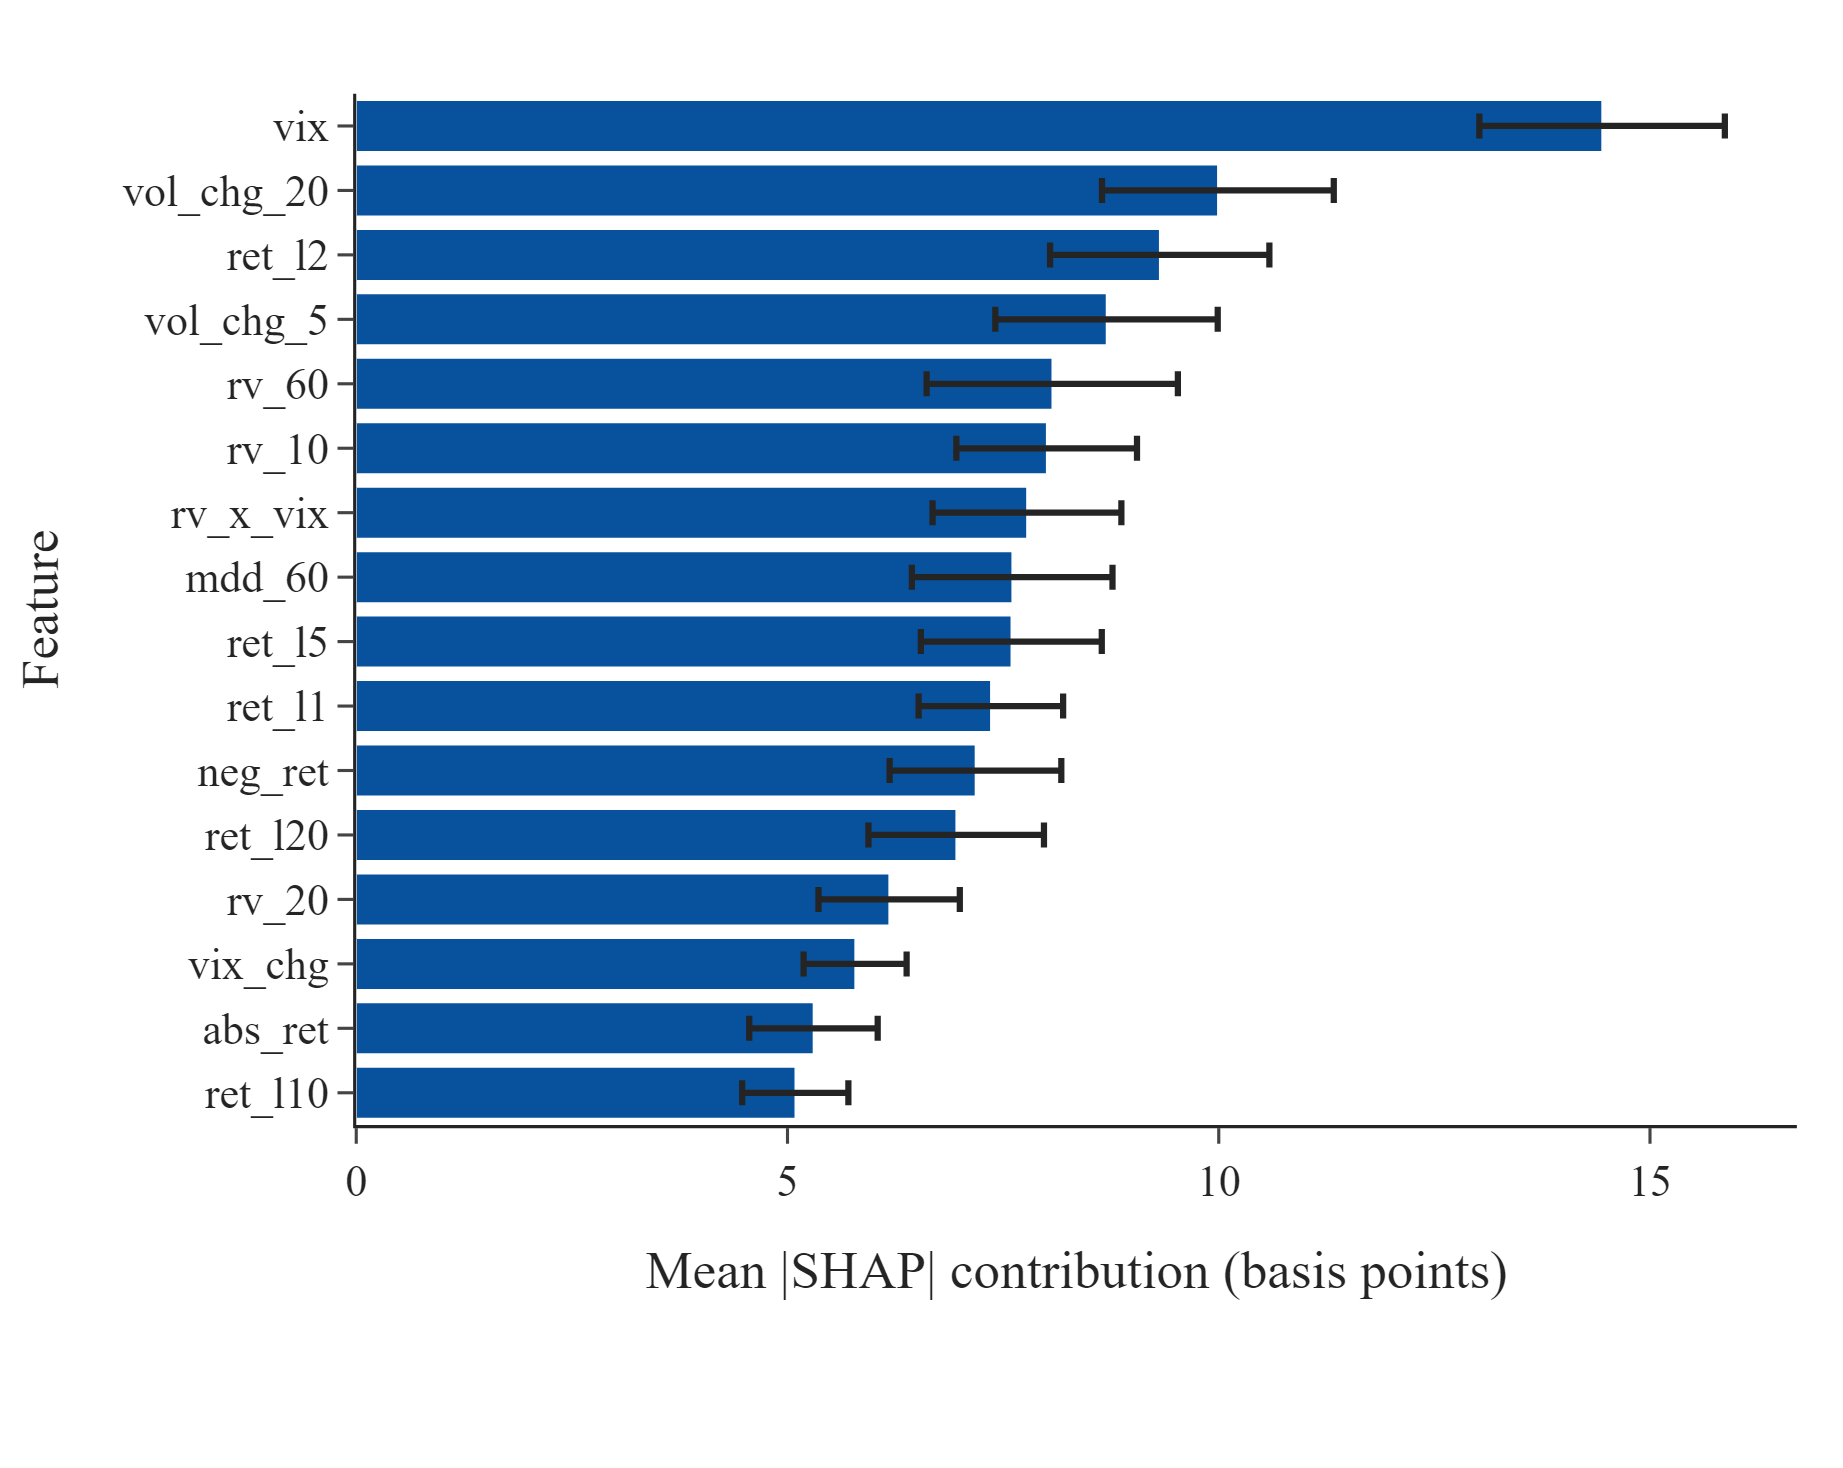 vix
vol_chg_20
ret_l2
vol_chg_5
rv_60
rv_10
rv_x_vix
mdd_60
ret_l5
ret_l1
neg_ret
ret_l20
rv_20
vix_chg
abs_ret
ret_l10
Feature
0 5 10 15
Mean |SHAP| contribution (basis points)